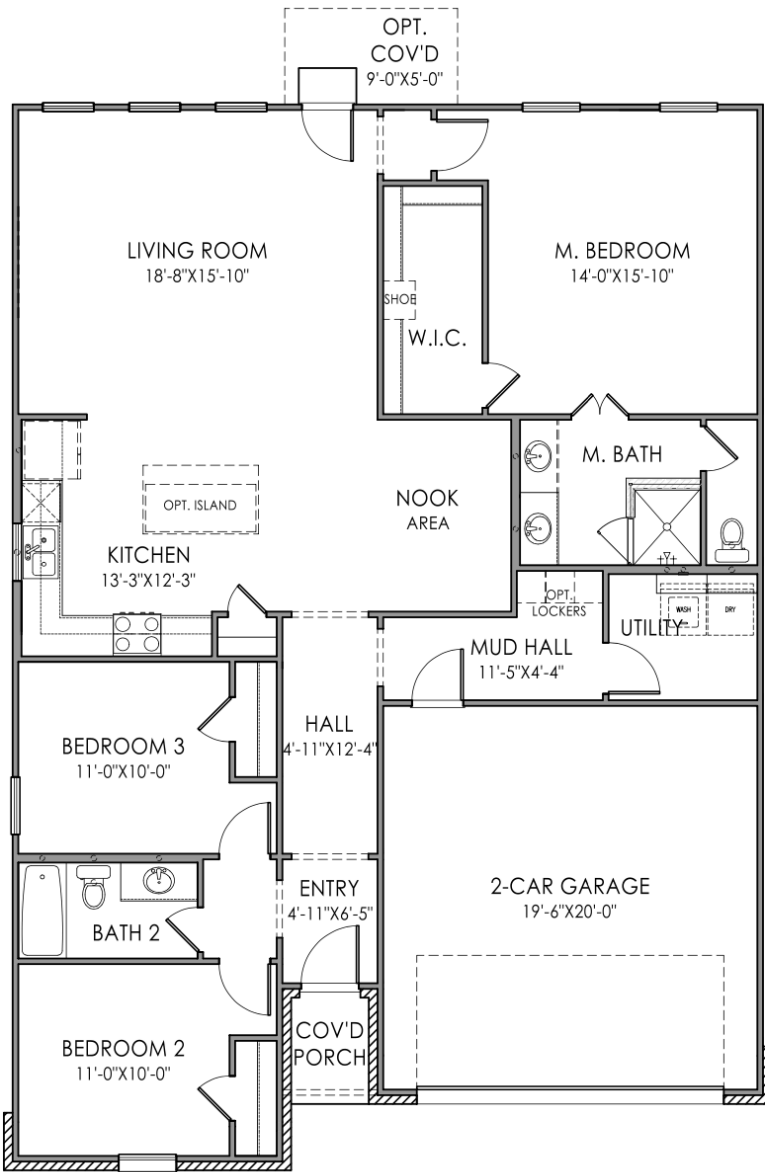 OPT.
COV'D
9'-0"X5'-0"
LIVING ROOM
18'-8"X15'-10"
M. BEDROOM
14'-0"X15'-10"
SHOE
W.I.C.
M. BATH
OPT. ISLAND
NOOK
AREA
KITCHEN
13'-3"X12'-3"
OPT.
LOCKERS
WASH
DRY
UTILITY
MUD HALL
11'-5"X4'-4"
HALL
4'-11"X12'-4"
BEDROOM 3
11'-0"X10'-0"
ENTRY
4'-11"X6'-5"
2-CAR GARAGE
19'-6"X20'-0"
BATH 2
COV'D
PORCH
BEDROOM 2
11'-0"X10'-0"